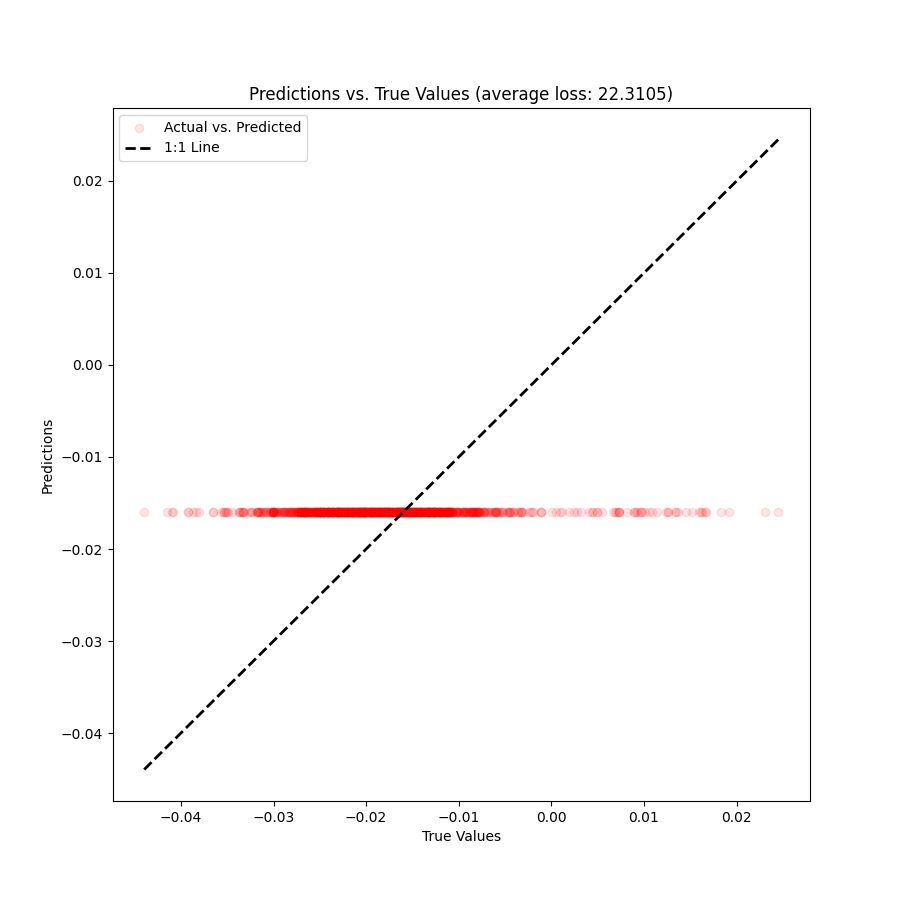 Predictions vs. True Values (average loss: 22.3105)
Actual vs. Predicted
1:1 Line
0.02
0.01
0.00
−0.01
−0.02
−0.03
−0.04
Predictions
−0.04 −0.03 −0.02 −0.01 0.00 0.01 0.02
True Values